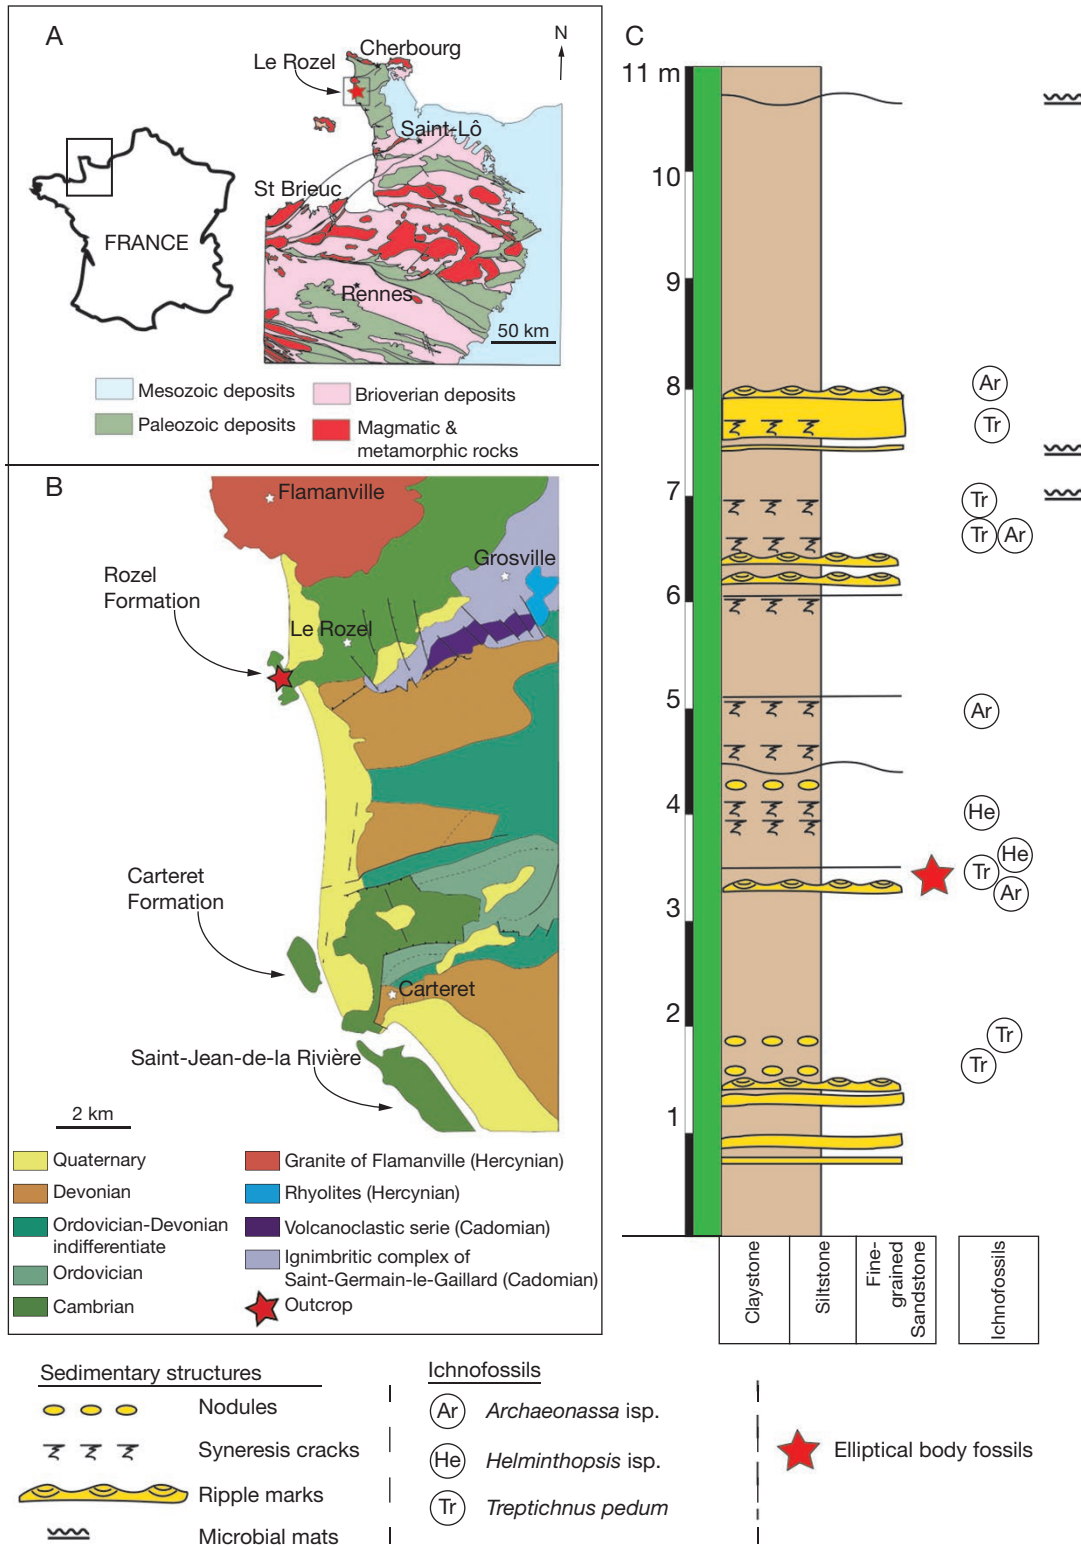 A
N
Cherbourg
Le Rozel
Saint-Lô
St Brieuc
FRANCE
Rennes
50 km
Mesozoic deposits
Brioverian deposits
Paleozoic deposits
Magmatic &
metamorphic rocks
B
Flamanville
Grosville
Rozel
Formation
Le Rozel
Carteret
Formation
Carteret
Saint-Jean-de-la Rivière
2 km
Quaternary
Devonian
Ordovician-Devonian
indifferentiate
Ordovician
Cambrian
Granite of Flamanville (Hercynian)
Rhyolites (Hercynian)
Volcanoclastic serie (Cadomian)
Ignimbritic complex of
Saint-Germain-le-Gaillard (Cadomian)
Outcrop
C
11 m
10
9
8
7
6
5
4
3
2
1
Ar
Tr
Tr
Tr Ar
Ar
He
He
Tr
Ar
Tr
Tr
Claystone
Siltstone
Fine-
grained
Sandstone
Ichnofossils
Sedimentary structures
Nodules
Syneresis cracks
Ripple marks
Microbial mats
Ichnofossils
Ar Archaeonassa isp.
He Helminthopsis isp.
Tr Treptichnus pedum
Elliptical body fossils